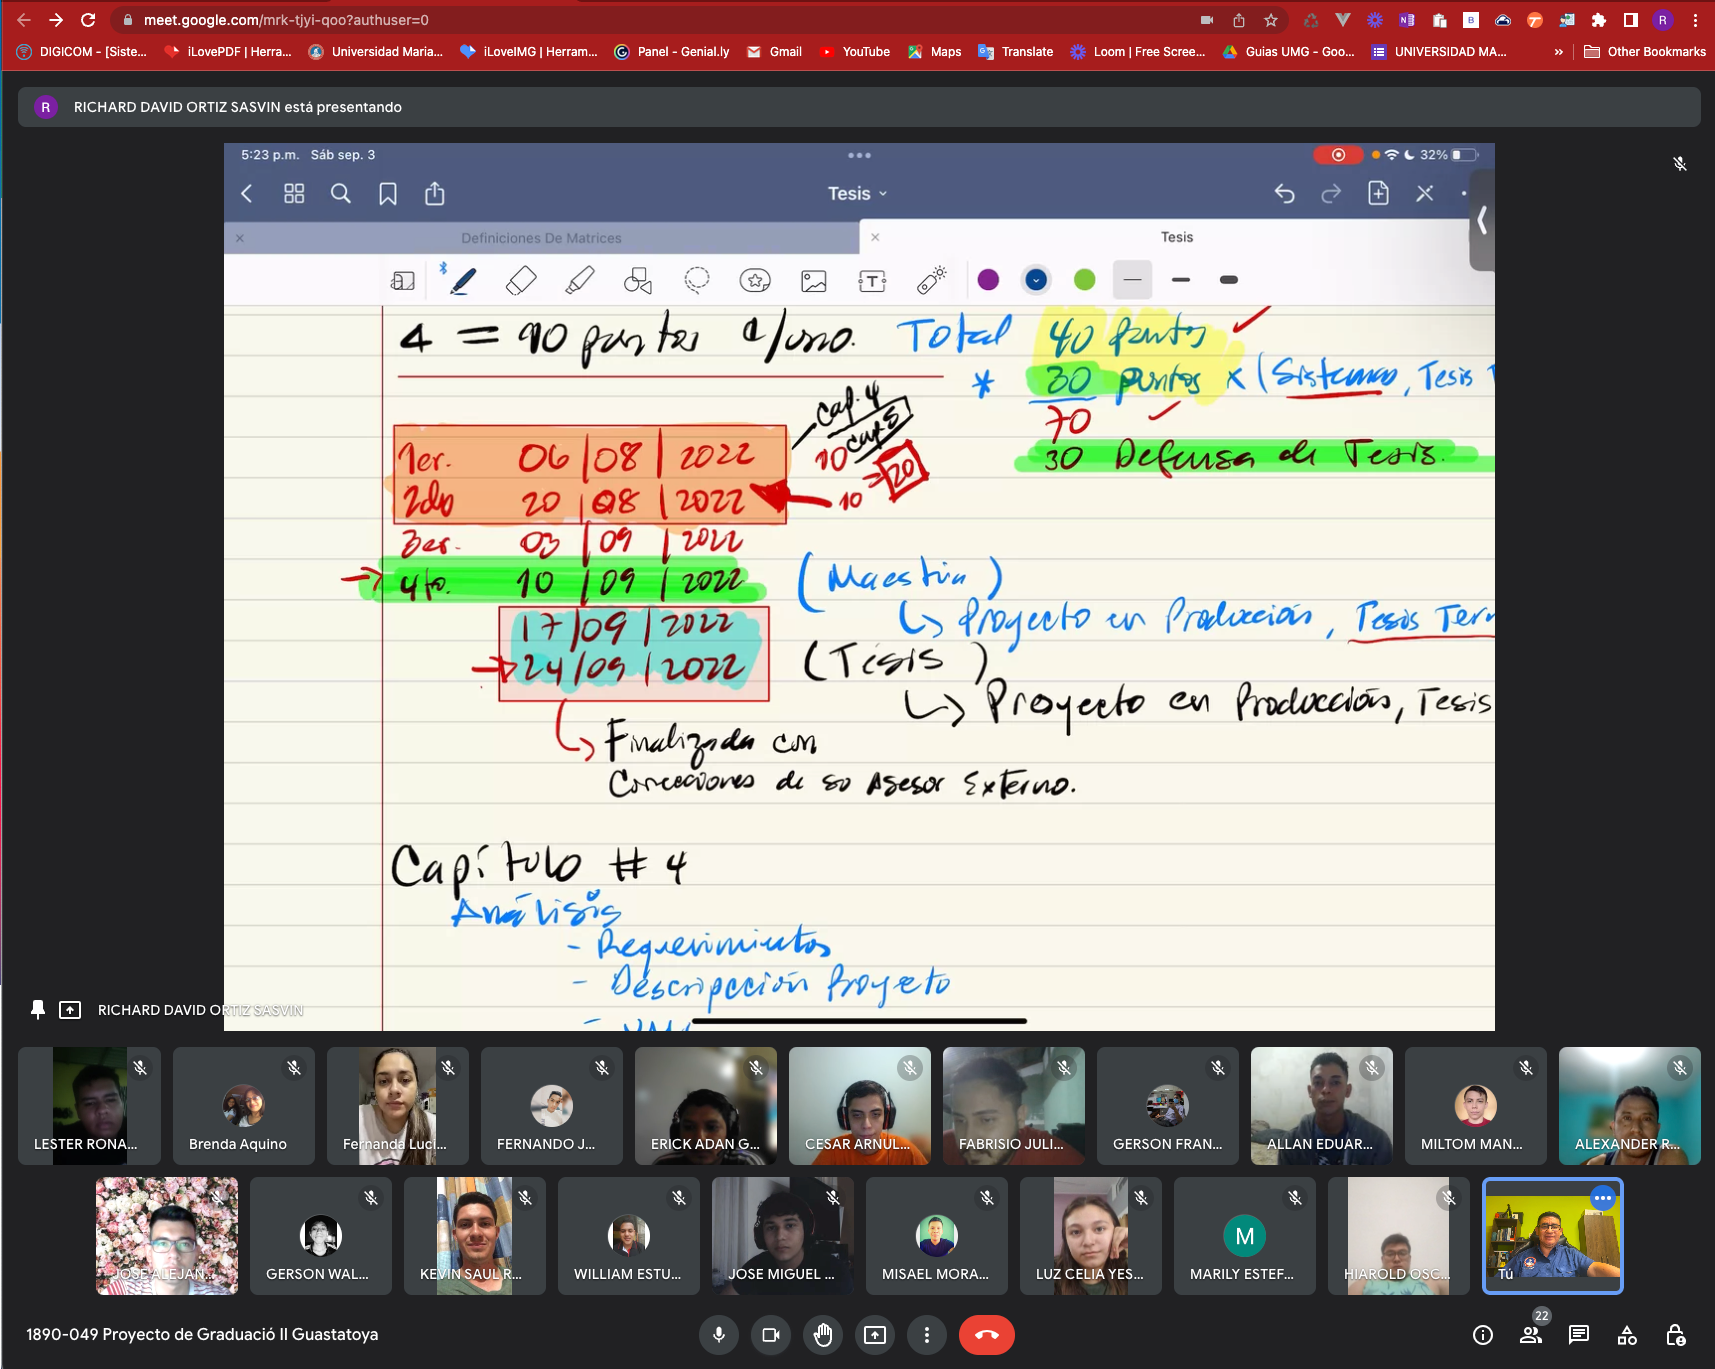 meet.google.com/mrk-tjyi-qoo?authuser=0
DIGICOM - [Siste... iLovePDF | Herra... Universidad Maria... iLoveIMG | Herram... Panel - Genial.ly Gmail YouTube Maps Translate Loom | Free Scree... Guias UMG - Goo... UNIVERSIDAD MA... » Other Bookmarks
R RICHARD DAVID ORTIZ SASVIN está presentando
5:23 p.m. Sáb sep. 3 32%
Tesis
Definiciones De Matrices
Tesis
4 = 10 puntos c/uno. Total 40 puntos
* 30 puntos x (Sistemas, Tesis T
70
30 Defensa de Tesis.
Cap. 4
Cap 5
1er. 06 | 08 | 2022 10
20
2do 20 | 08 | 2022 10
3er. 03 | 09 | 2022
4to. 10 | 09 | 2022 (Maestria)
17 | 09 | 2022 Proyecto en Producción, Tesis Term
24 | 09 | 2022 (Tesis)
Proyecto en Producción, Tesis
Finalizada con
Correcciones de su Asesor Externo.
Capítulo # 4
Análisis
- Requerimientos
- Descripción Proyecto
RICHARD DAVID ORTIZ SASVIN
LESTER RONA... Brenda Aquino Fernanda Luci... FERNANDO J... ERICK ADAN G... CESAR ARNUL... FABRISIO JULI... GERSON FRAN... ALLAN EDUAR... MILTOM MAN... ALEXANDER R...
JOSE ALEJAN... GERSON WAL... KEVIN SAUL R... WILLIAM ESTU... JOSE MIGUEL ... MISAEL MORA... LUZ CELIA YES... M MARILY ESTEF... HIAROLD OSC... Tú
1890-049 Proyecto de Graduació II Guastatoya 22